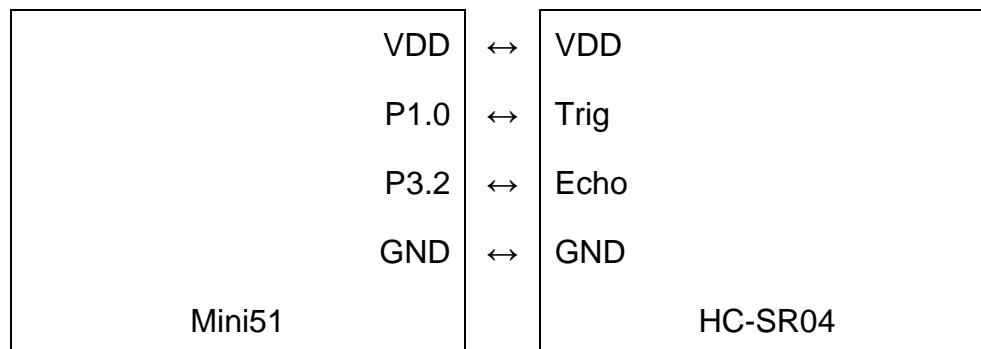 VDD ↔ VDD
P1.0 ↔ Trig
P3.2 ↔ Echo
GND ↔ GND
Mini51 HC-SR04